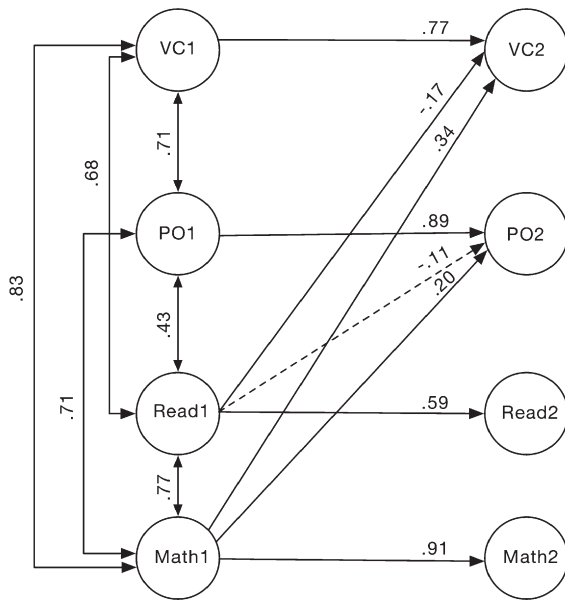 VC1
.77
VC2
-.17
.34
.71
.68
PO1
.89
PO2
-.11
.20
.83
.43
.71
Read1
.59
Read2
.77
Math1
.91
Math2